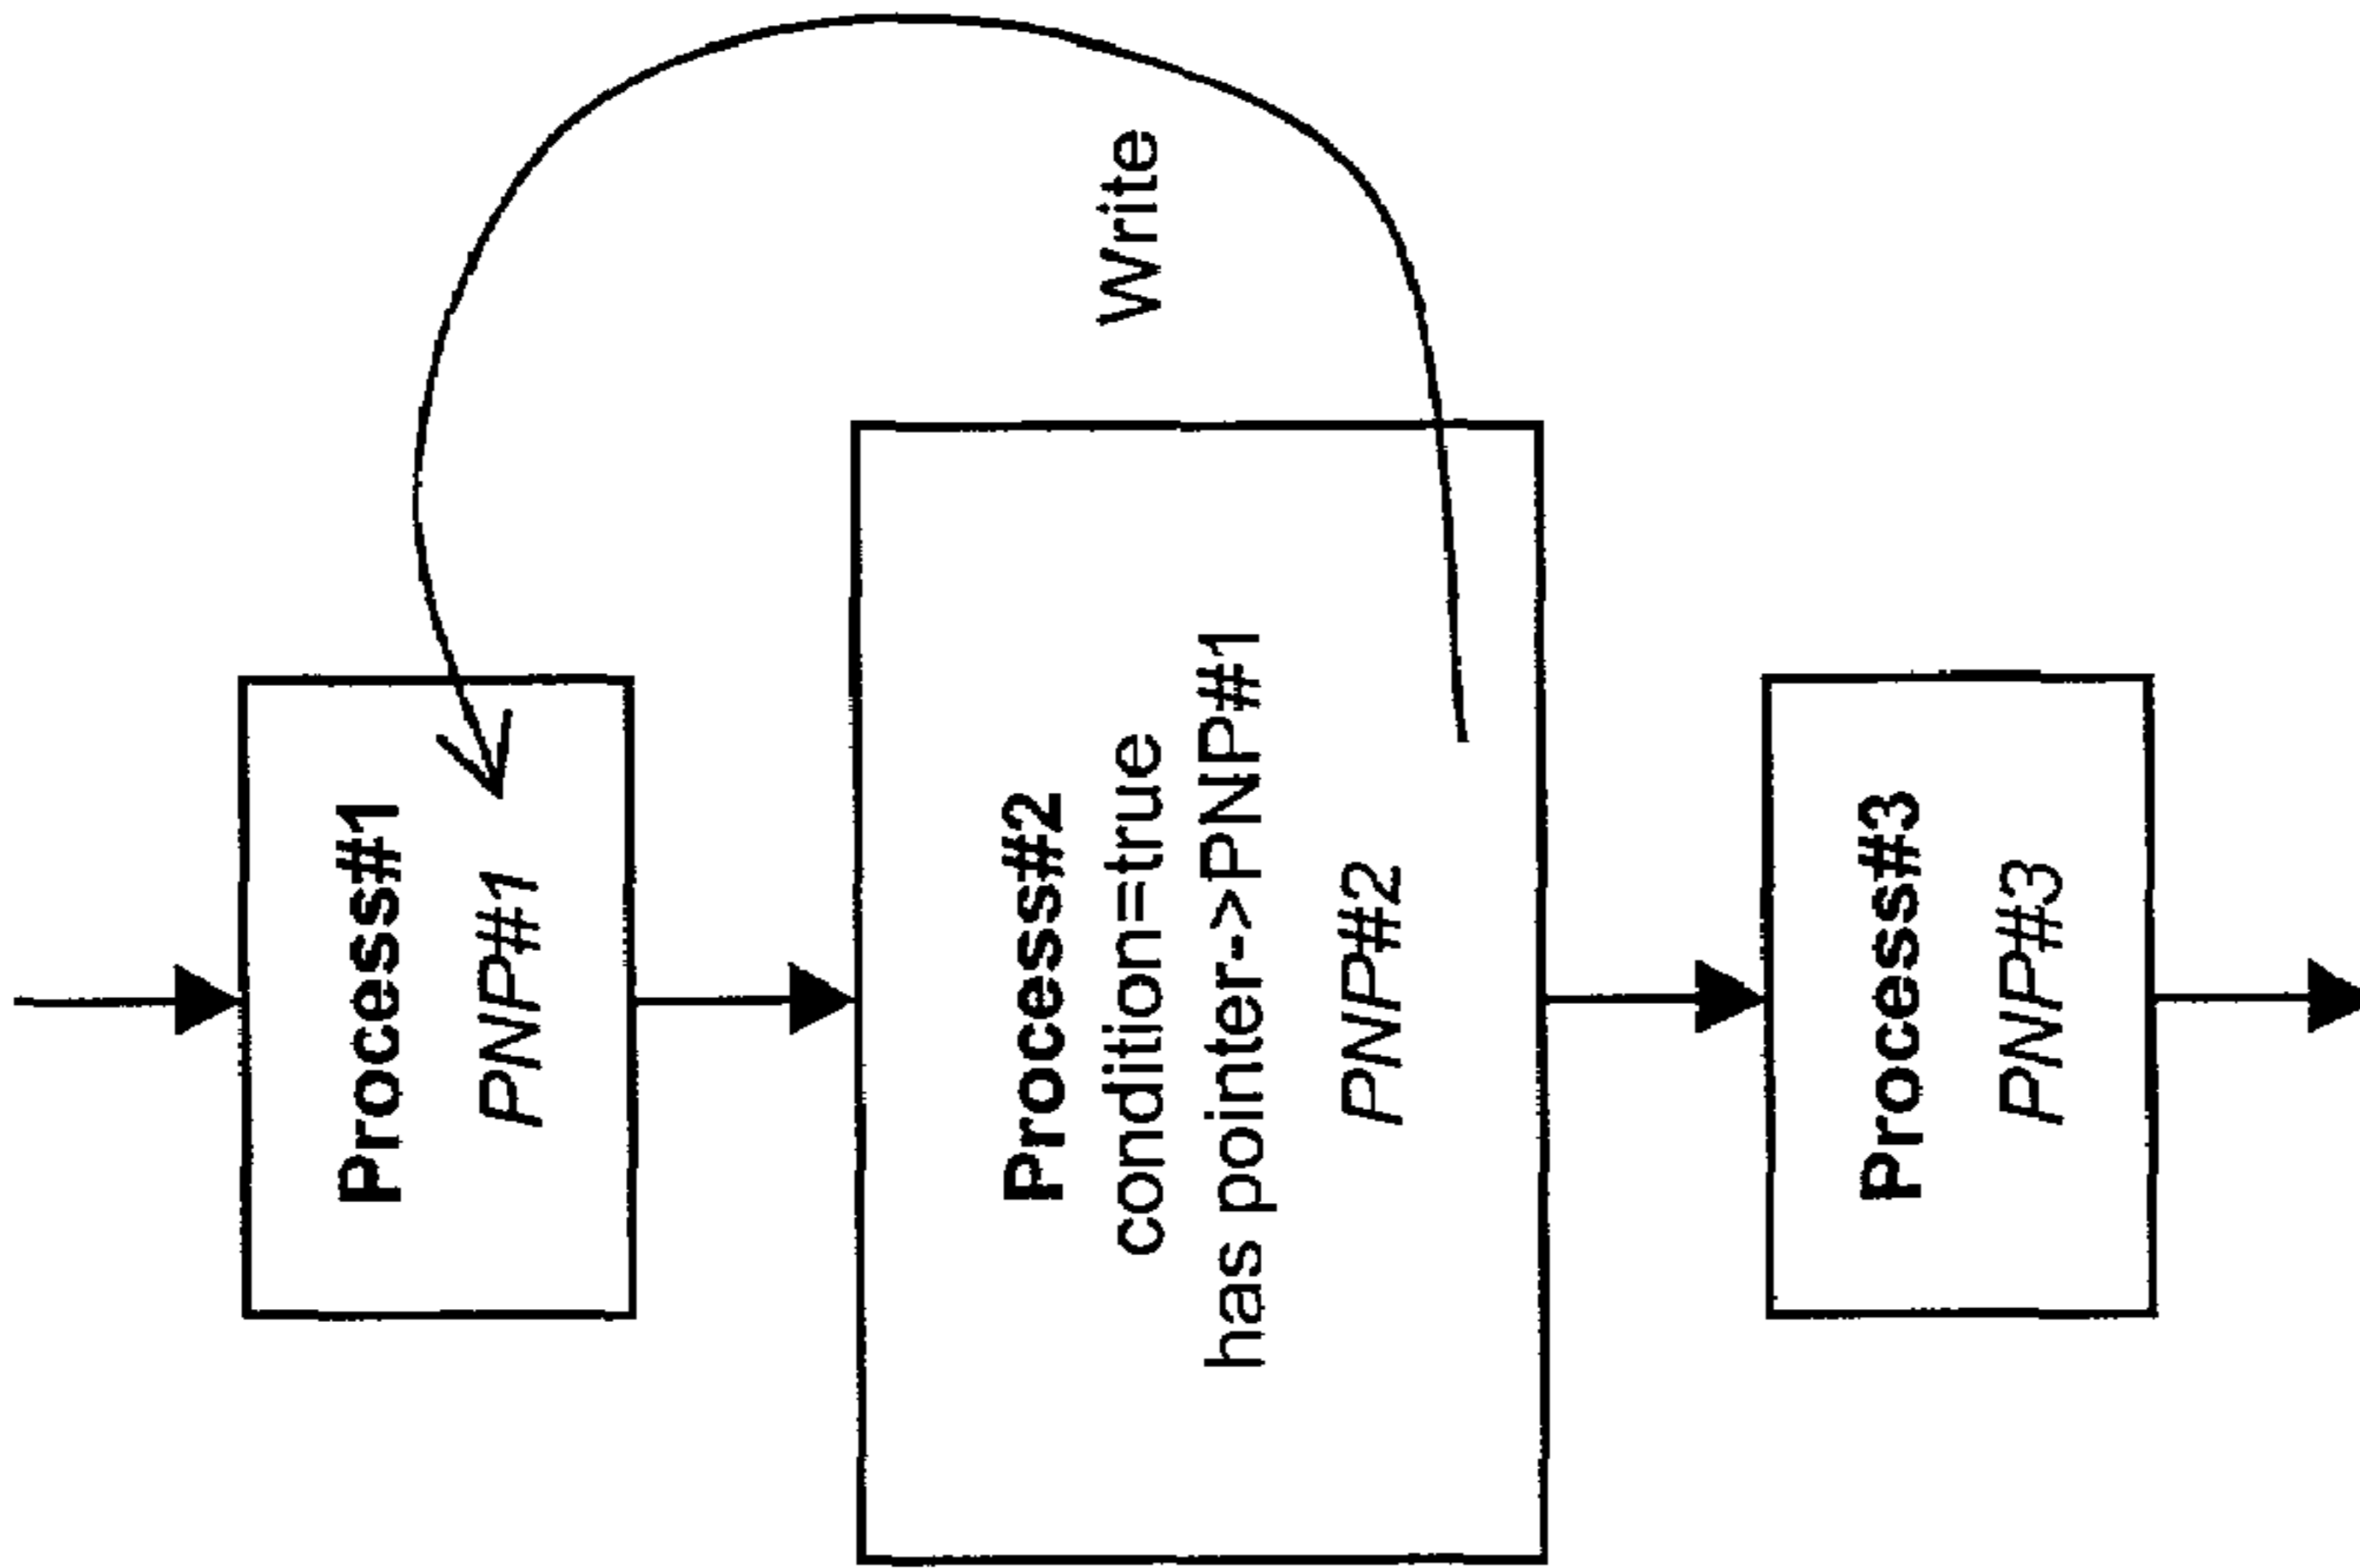 Process#1
PNP#1
Process#2
condition=true
has pointer->PNP#1
PNP#2
write
Process#3
PNP#3